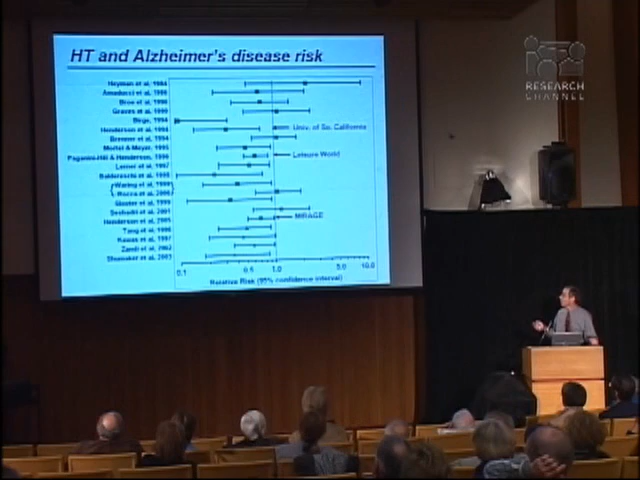 HT and Alzheimer's disease risk
RESEARCH
CHANNEL
Heyman et al, 1984
Amaducci et al, 1986
Broe et al, 1990
Graves et al, 1990
Birge, 1994
Henderson et al, 1994
Univ. of So. California
Brenner et al, 1994
Mortel & Meyer, 1995
Paganini-Hill & Henderson, 1996
Leisure World
Lerner et al, 1997
Baldereschi et al, 1998
Waring et al, 1999
Slooter et al, 1999
Seshadri et al, 2001
Henderson et al, 2005
MIRAGE
Tang et al, 1996
Kawas et al, 1997
Zandi et al, 2002
Shumaker et al, 2003
0.1 0.5 1.0 5.0 10.0
Relative Risk (95% confidence interval)